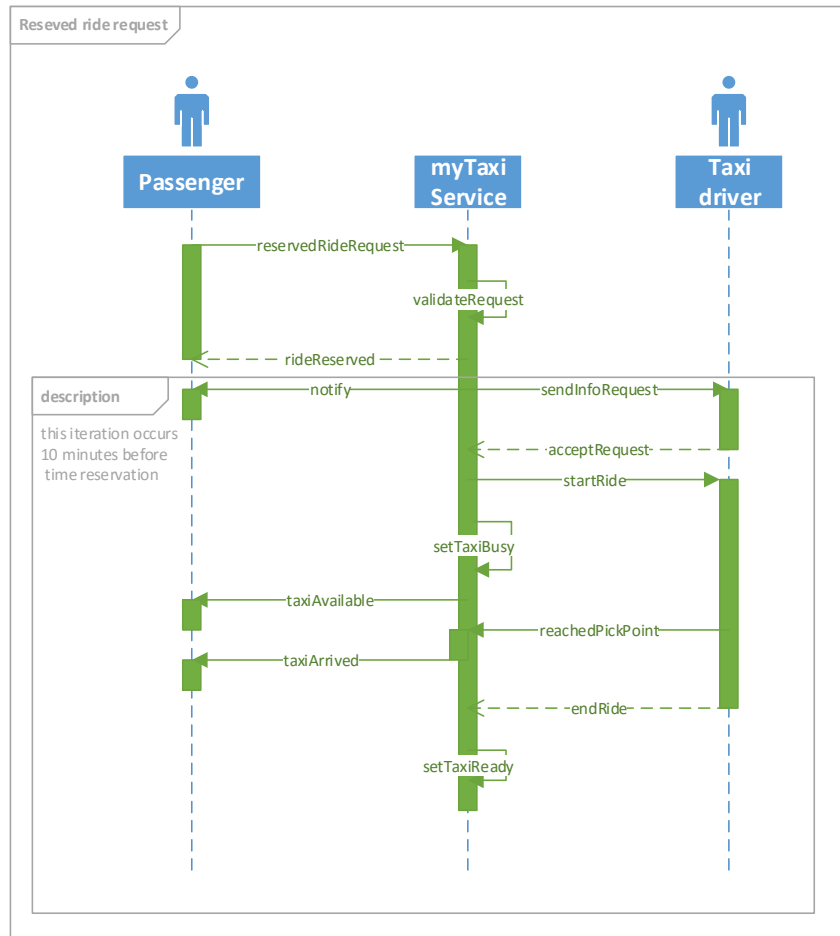 Reseved ride request
Passenger
myTaxi
Service
Taxi
driver
reservedRideRequest
validateRequest
rideReserved
description
notify
sendInfoRequest
this iteration occurs
10 minutes before
time reservation
acceptRequest
startRide
setTaxiBusy
taxiAvailable
reachedPickPoint
taxiArrived
endRide
setTaxiReady